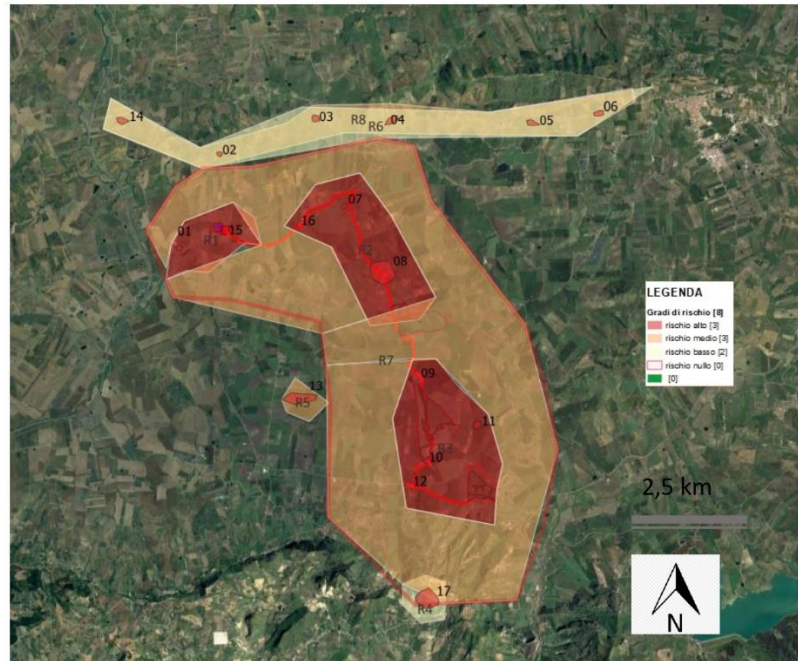 06
14
03
R8
04
05
R6
02
07
16
01
15
R1
R2
08
LEGENDA
Gradi di rischio [8]
rischio alto [3]
rischio medio [3]
rischio basso [2]
rischio nullo [0]
[0]
R7
09
13
R5
11
R3
10
12
2,5 km
17
R4
N